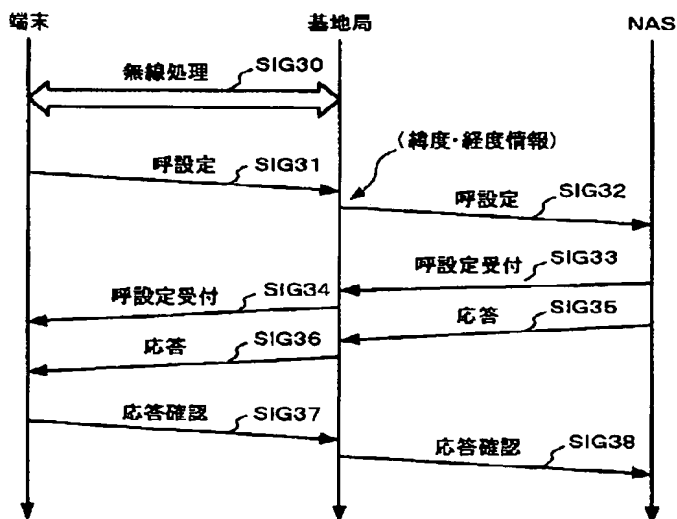 端末
基地局
NAS
無線処理
SIG30
(緯度・経度情報)
呼設定
SIG31
呼設定
SIG32
呼設定受付
SIG33
呼設定受付
SIG34
応答
SIG35
応答
SIG36
応答確認
SIG37
応答確認
SIG38